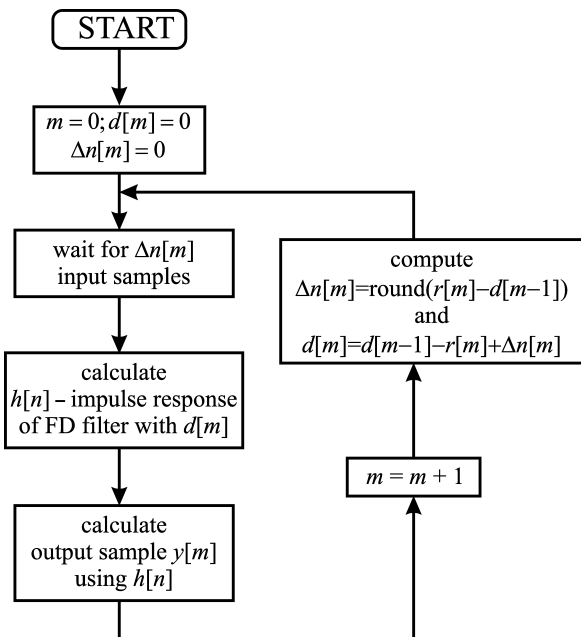 START
m = 0; d[m] = 0
Δn[m] = 0
wait for Δn[m]
input samples
calculate
h[n] – impulse response
of FD filter with d[m]
calculate
output sample y[m]
using h[n]
compute
Δn[m]=round(r[m]−d[m−1])
and
d[m]=d[m−1]−r[m]+Δn[m]
m = m + 1